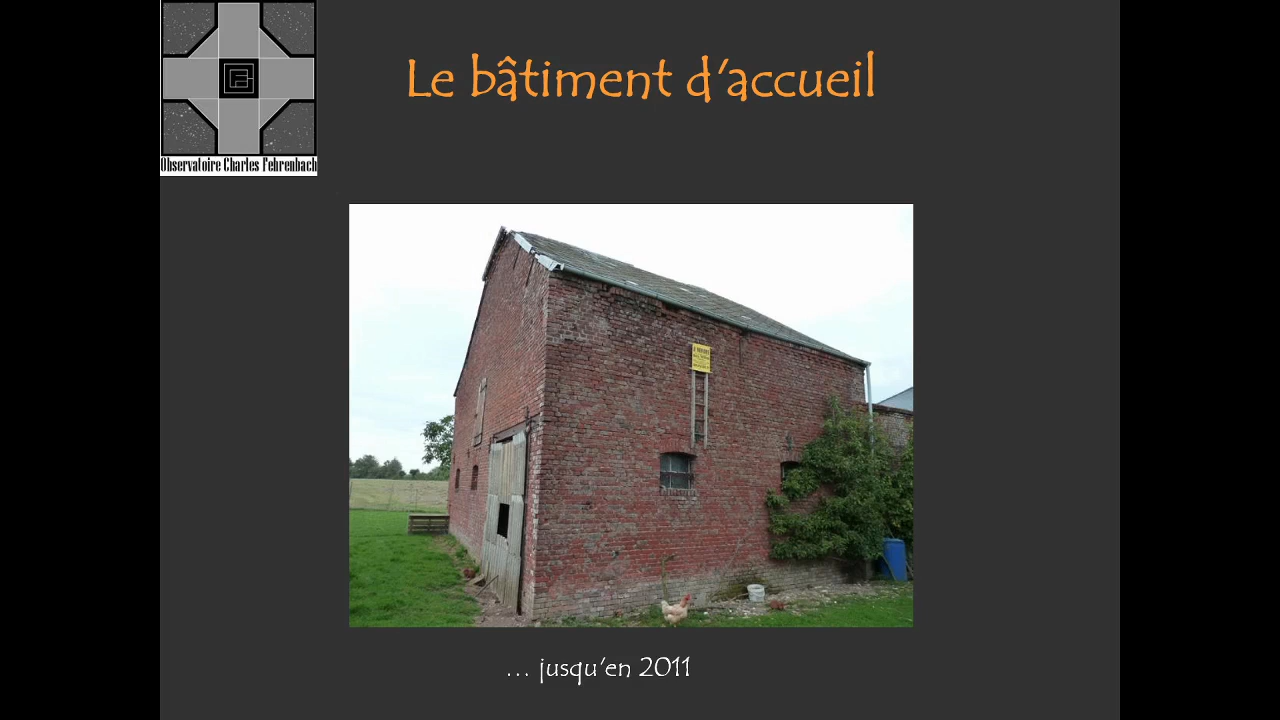 Le bâtiment d'accueil
Observatoire Charles Fehrenbach
... jusqu'en 2011